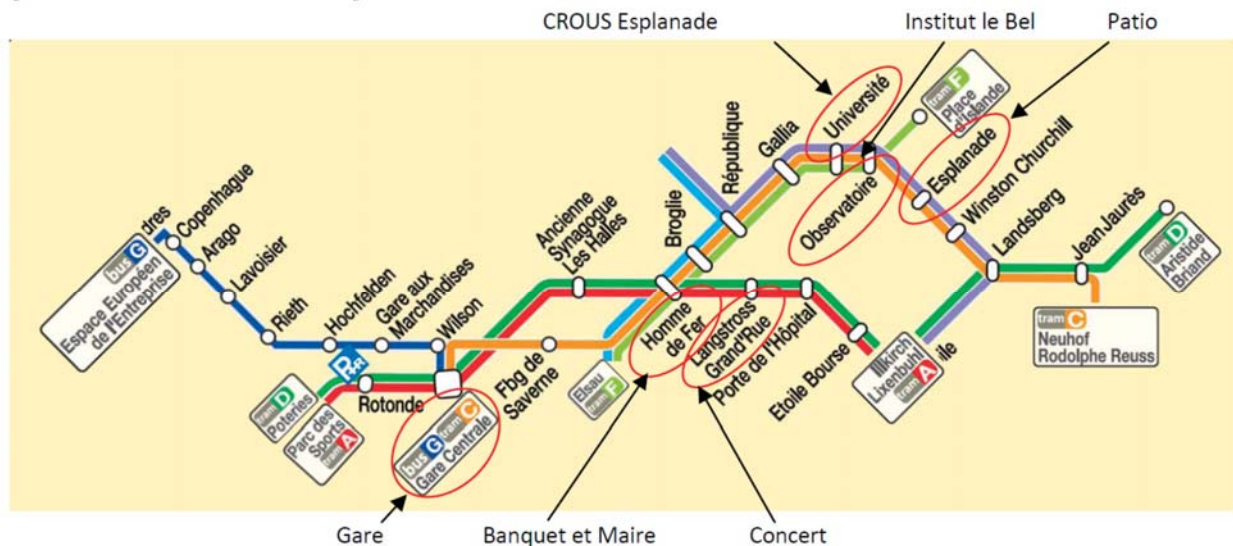 CROUS Esplanade
Institut le Bel
Patio
tram F
Place
d'Islande
Université
Gallia
République
Broglie
Observatoire
Esplanade
Winston Churchill
Landsberg
Jean Jaurès
tram D
Aristide
Briand
tram C
Neuhof
Rodolphe Reuss
dres
Copenhague
Arago
Lavoisier
Rieth
Hochfelden
Gare aux
Marchandises
Wilson
bus G
Espace Européen
de l'Entreprise
P+R
Ancienne
Synagogue
Les Halles
tram D
Poteries
Parc des
Sports
tram A
Rotonde
bus G tram C
Gare Centrale
Fbg de
Saverne
Elsau
tram F
Homme
de Fer
Langstross
Grand'Rue
Porte de l'Hôpital
Etoile Bourse
Illkirch
Lixenbuhl
tram A
ile
Gare
Banquet et Maire
Concert